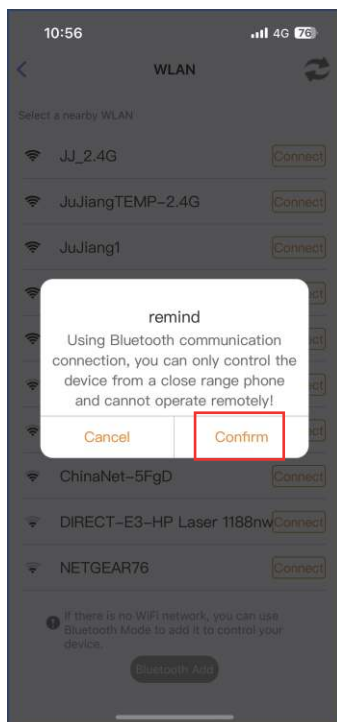 10:56
4G 76
WLAN
Select a nearby WLAN
JJ_2.4G Connect
JuJiangTEMP-2.4G Connect
JuJiang1 Connect
remind
Using Bluetooth communication
connection, you can only control the
device from a close range phone
and cannot operate remotely!
Cancel Confirm
ChinaNet-5FgD Connect
DIRECT-E3-HP Laser 1188nw Connect
NETGEAR76 Connect
If there is no WiFi network, you can use
Bluetooth Mode to add it to control your
device.
Bluetooth Add